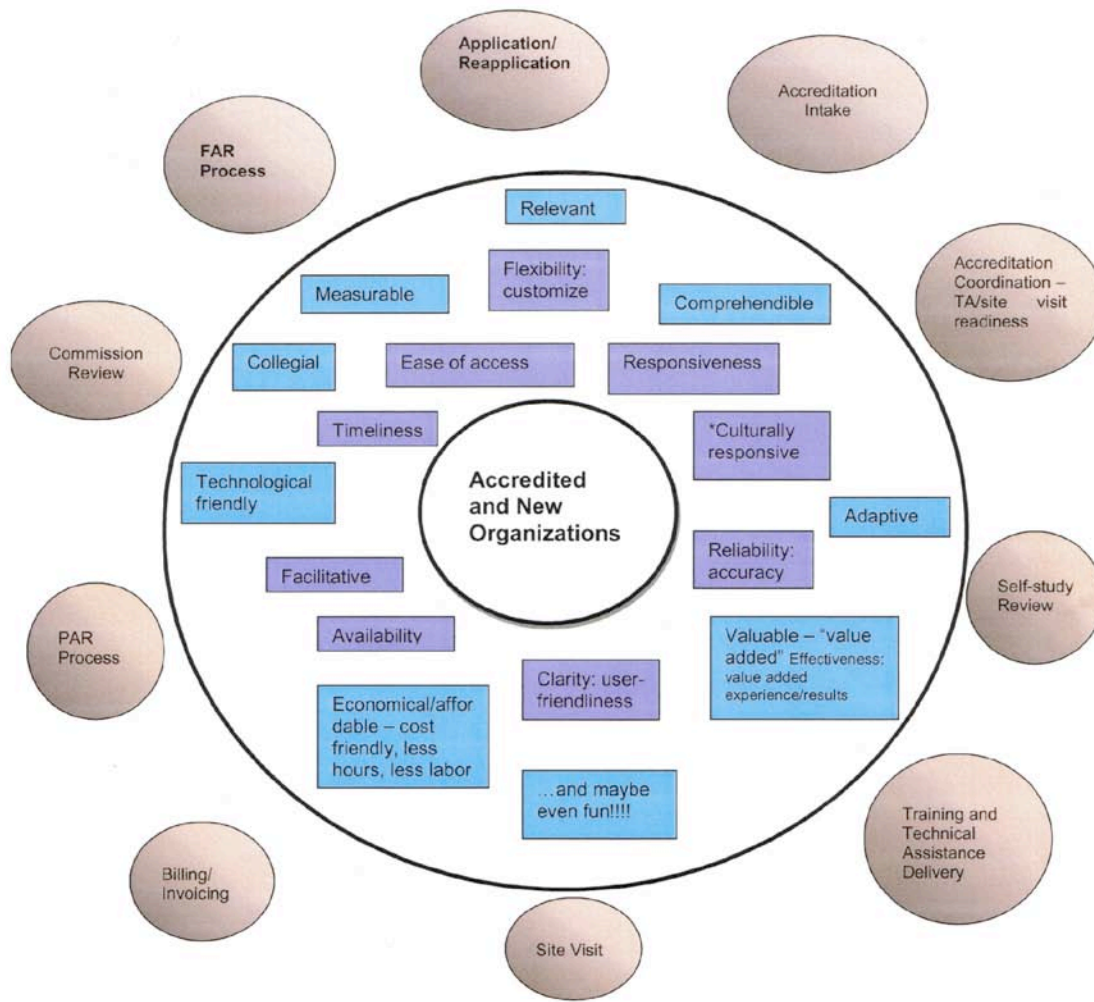 Application/
Reapplication
Accreditation
Intake
FAR
Process
Relevant
Flexibility:
customize
Measurable
Comprehendible
Accreditation
Coordination –
TA/site visit
readiness
Commission
Review
Collegial
Ease of access
Responsiveness
Timeliness
*Culturally
responsive
Technological
friendly
Accredited
and New
Organizations
Adaptive
Reliability:
accuracy
Facilitative
Self-study
Review
PAR
Process
Availability
Valuable – “value
added” Effectiveness:
value added
experience/results
Clarity: user-
friendliness
Economical/affor
dable – cost
friendly, less
hours, less labor
…and maybe
even fun!!!!
Training and
Technical
Assistance
Delivery
Billing/
Invoicing
Site Visit